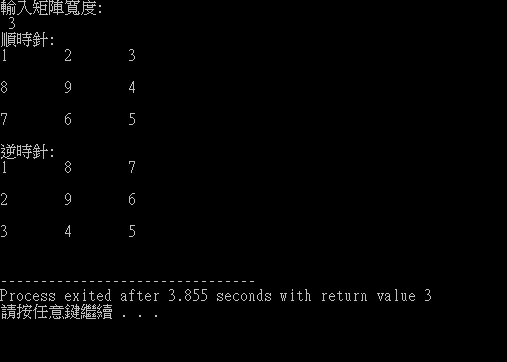 輸入矩陣寬度:
3
順時針:
1 2 3
8 9 4
7 6 5
逆時針:
1 8 7
2 9 6
3 4 5
--------------------------------
Process exited after 3.855 seconds with return value 3
請按任意鍵繼續 . . .